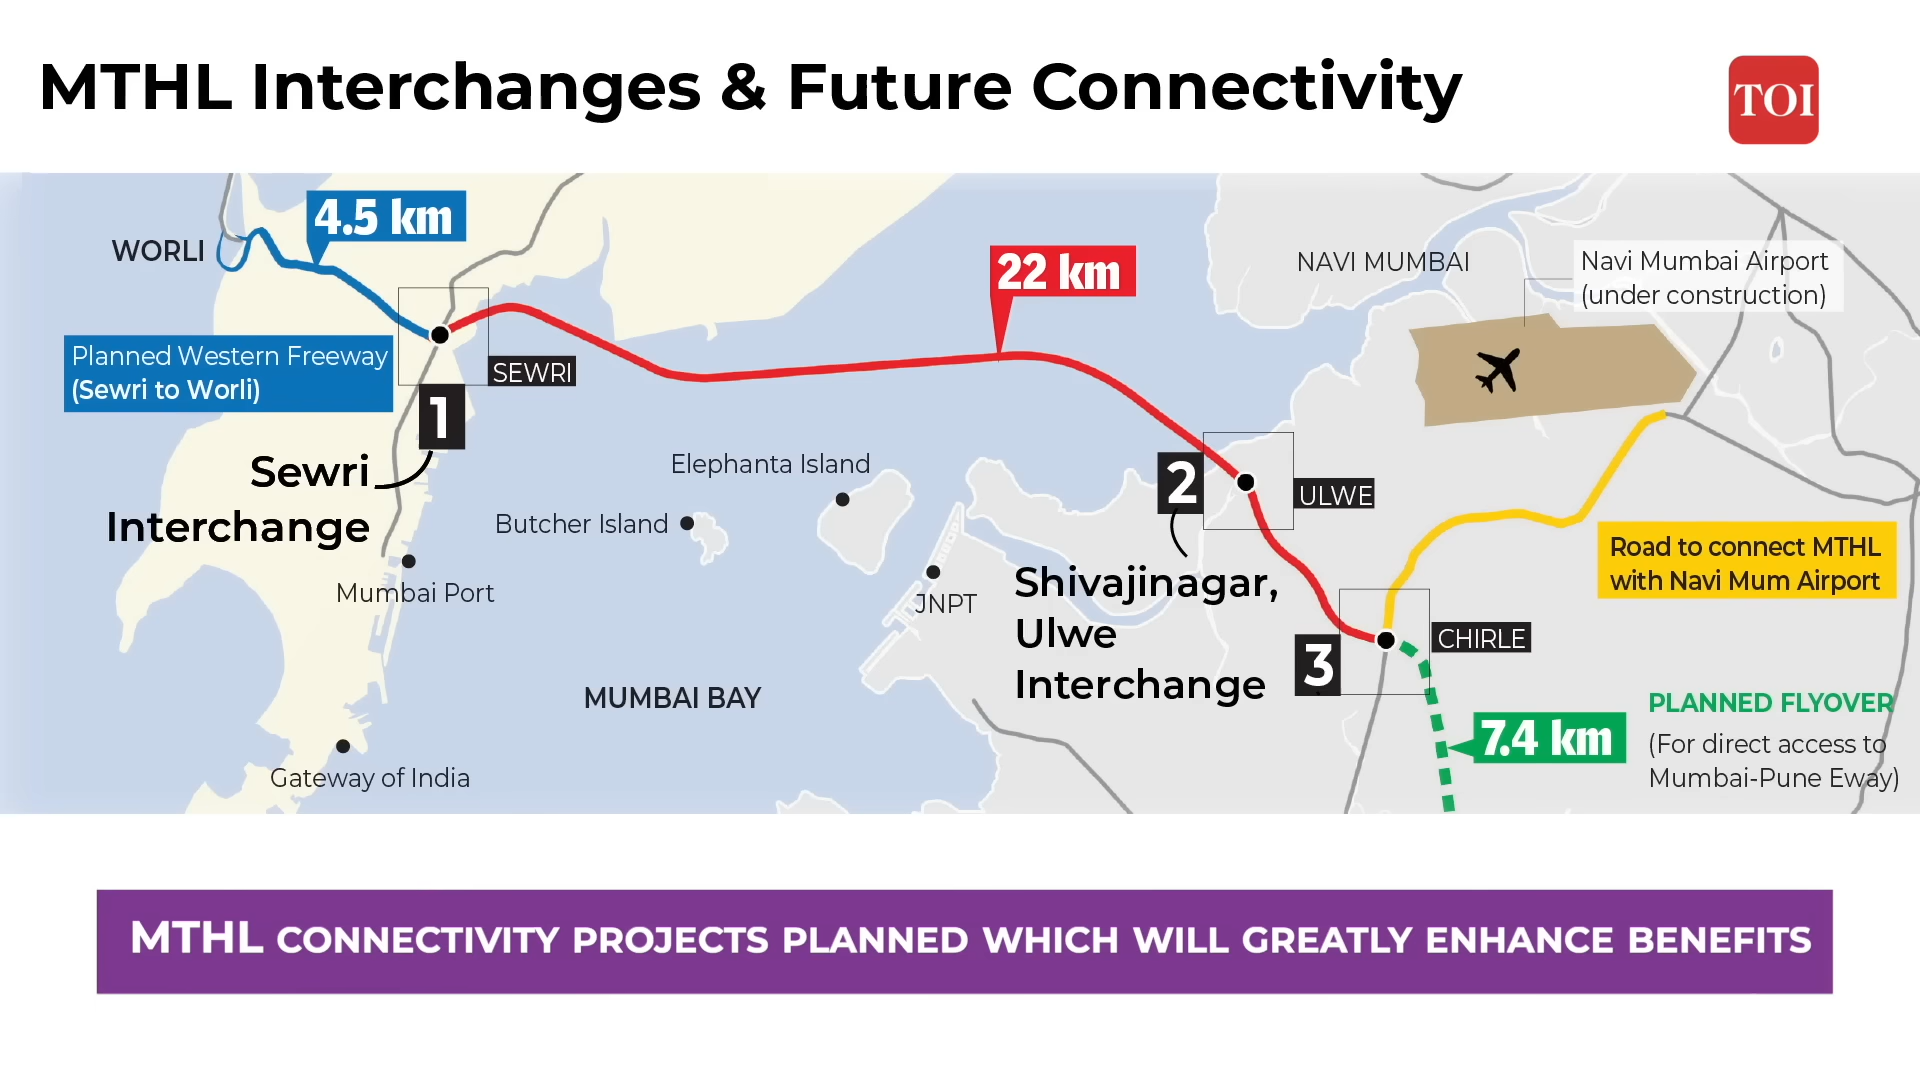 MTHL Interchanges & Future Connectivity
TOI
4.5 km
WORLI
22 km
NAVI MUMBAI
Navi Mumbai Airport
(under construction)
Planned Western Freeway
(Sewri to Worli)
SEWRI
1
Sewri
Interchange
Elephanta Island
Butcher Island
Mumbai Port
JNPT
2
ULWE
Shivajinagar,
Ulwe
Interchange
Road to connect MTHL
with Navi Mum Airport
3
CHIRLE
MUMBAI BAY
Gateway of India
7.4 km
PLANNED FLYOVER
(For direct access to
Mumbai-Pune Eway)
MTHL CONNECTIVITY PROJECTS PLANNED WHICH WILL GREATLY ENHANCE BENEFITS